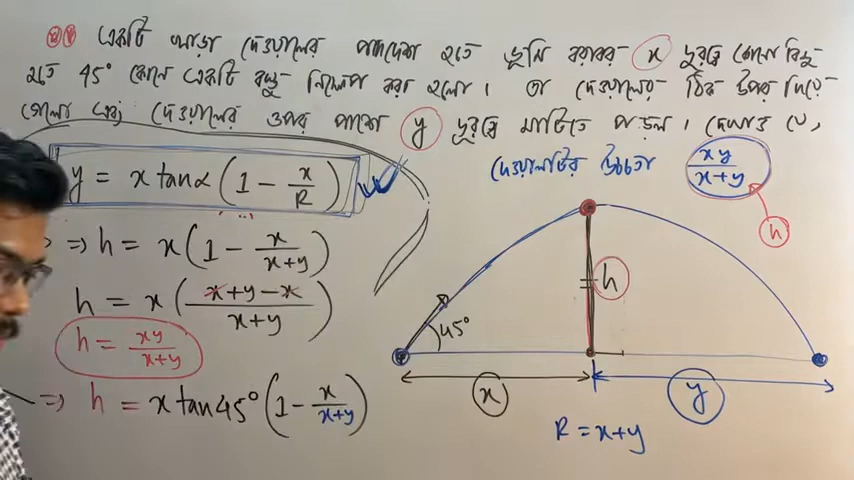 একটি খাড়া দেওয়ালের পাদদেশ হতে ভূমি বরাবর x দূরত্বে কোনো বিন্দু
হতে 45° কোণে একটি বস্তু নিক্ষেপ করা হলো। তা দেওয়ালের ঠিক উপর দিয়ে
গেলো এবং দেওয়ালের ওপর পাশে y দূরত্বে মাটিতে পড়ল। দেখাও যে,
দেওয়ালটির উচ্চতা xy/x+y
y = x tanα (1 - x/R)
h
⇒ h = x(1 - x/x+y)
h = x(x+y-x/x+y)
h = xy/x+y
⇒ h = x tan45° (1 - x/x+y)
h
45°
x
y
R = x+y